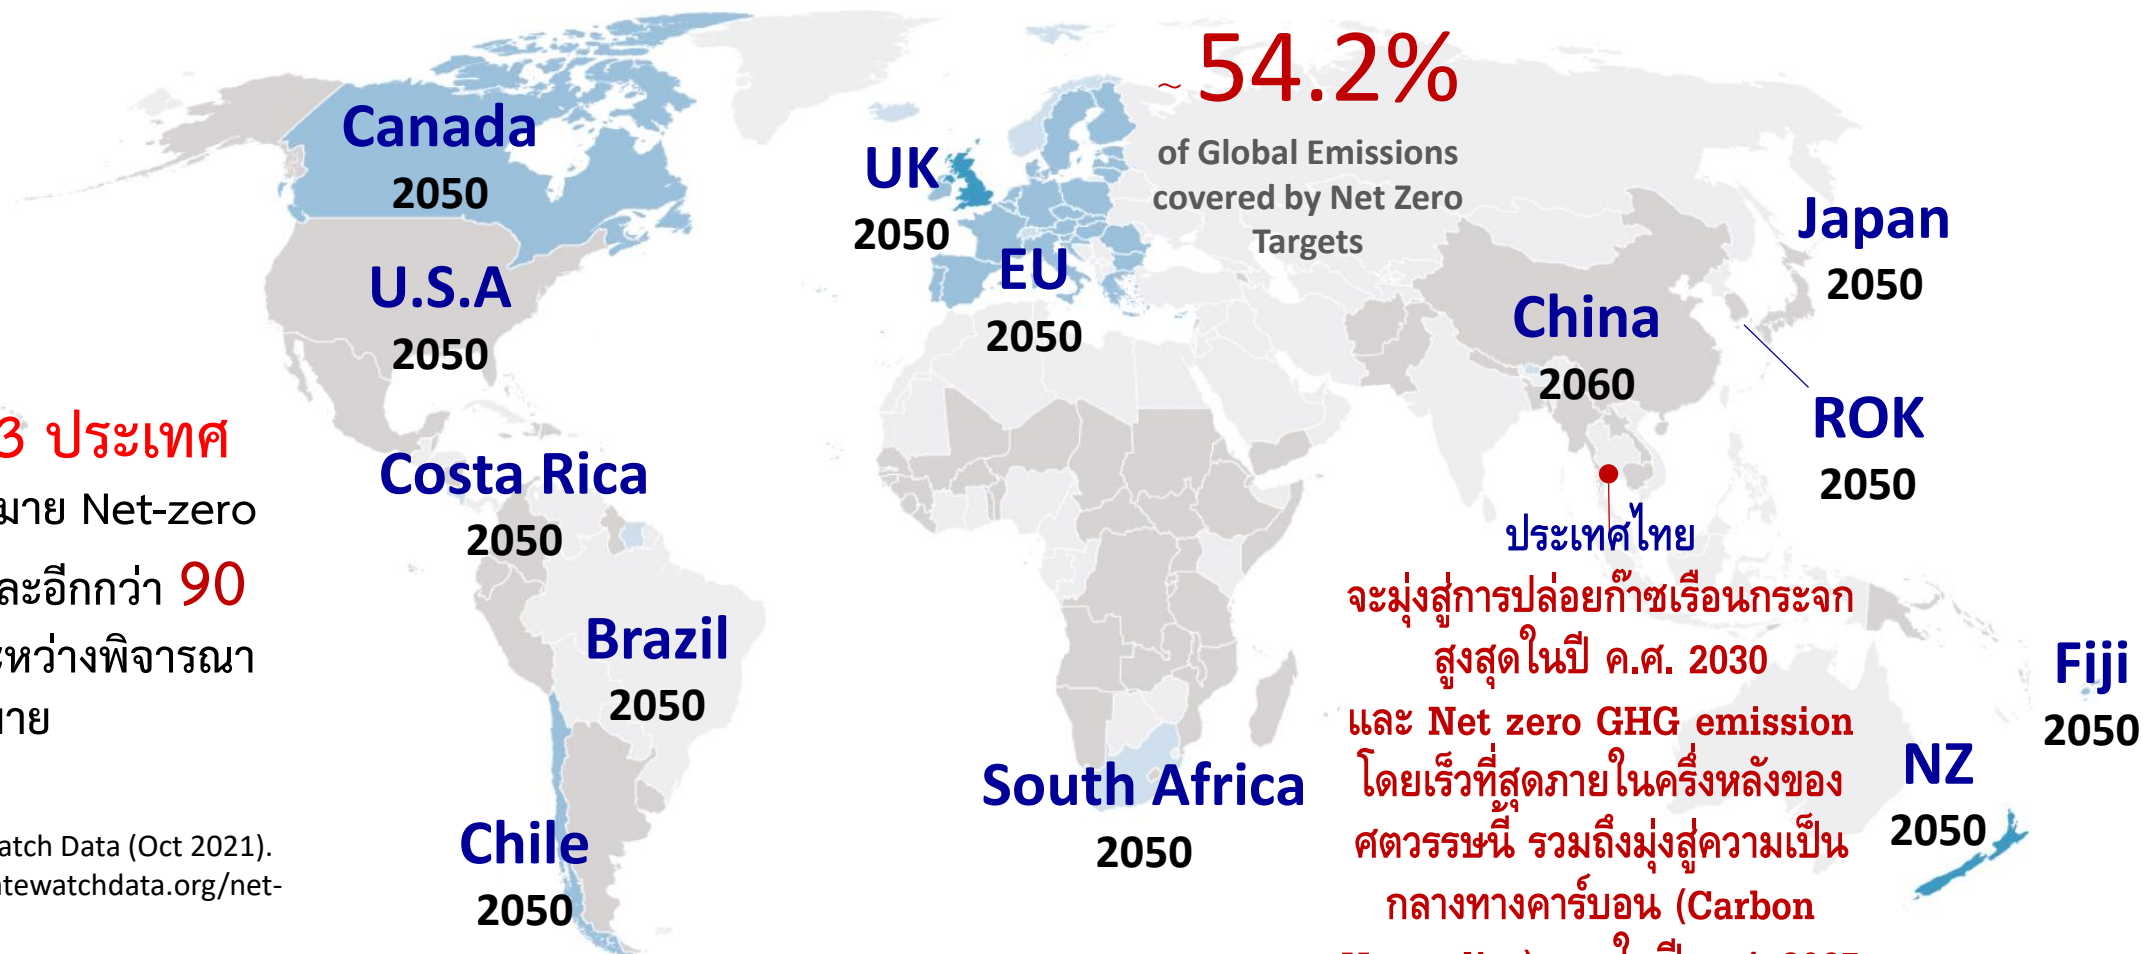 ~ 54.2%
of Global Emissions
covered by Net Zero
Targets
Canada
2050
UK
2050
EU
2050
Japan
2050
U.S.A
2050
China
2060
ROK
2050
3 ประเทศ
มาย Net-zero
ละอีกกว่า 90
ะหว่างพิจารณา
มาย
Costa Rica
2050
Brazil
2050
Chile
2050
South Africa
2050
ประเทศไทย
จะมุ่งสู่การปล่อยก๊าซเรือนกระจก
สูงสุดในปี ค.ศ. 2030
และ Net zero GHG emission
โดยเร็วที่สุดภายในครึ่งหลังของ
ศตวรรษนี้ รวมถึงมุ่งสู่ความเป็น
กลางทางคาร์บอน (Carbon
Fiji
2050
NZ
2050
atch Data (Oct 2021).
atewatchdata.org/net-